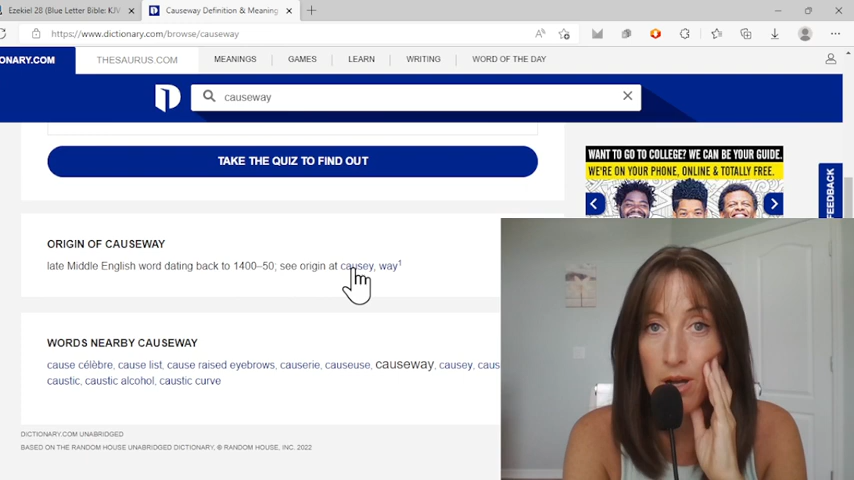 Ezekiel 28 (Blue Letter Bible: KJV
Causeway Definition & Meaning
https://www.dictionary.com/browse/causeway
ONARY.COM
THESAURUS.COM
MEANINGS
GAMES
LEARN
WRITING
WORD OF THE DAY
causeway
TAKE THE QUIZ TO FIND OUT
WANT TO GO TO COLLEGE? WE CAN BE YOUR GUIDE.
WE'RE ON YOUR PHONE, ONLINE & TOTALLY FREE.
FEEDBACK
ORIGIN OF CAUSEWAY
late Middle English word dating back to 1400–50; see origin at causey, way1
WORDS NEARBY CAUSEWAY
cause célèbre, cause list, cause raised eyebrows, causerie, causeuse, causeway, causey, caus
caustic, caustic alcohol, caustic curve
DICTIONARY.COM UNABRIDGED
BASED ON THE RANDOM HOUSE UNABRIDGED DICTIONARY, © RANDOM HOUSE, INC. 2022